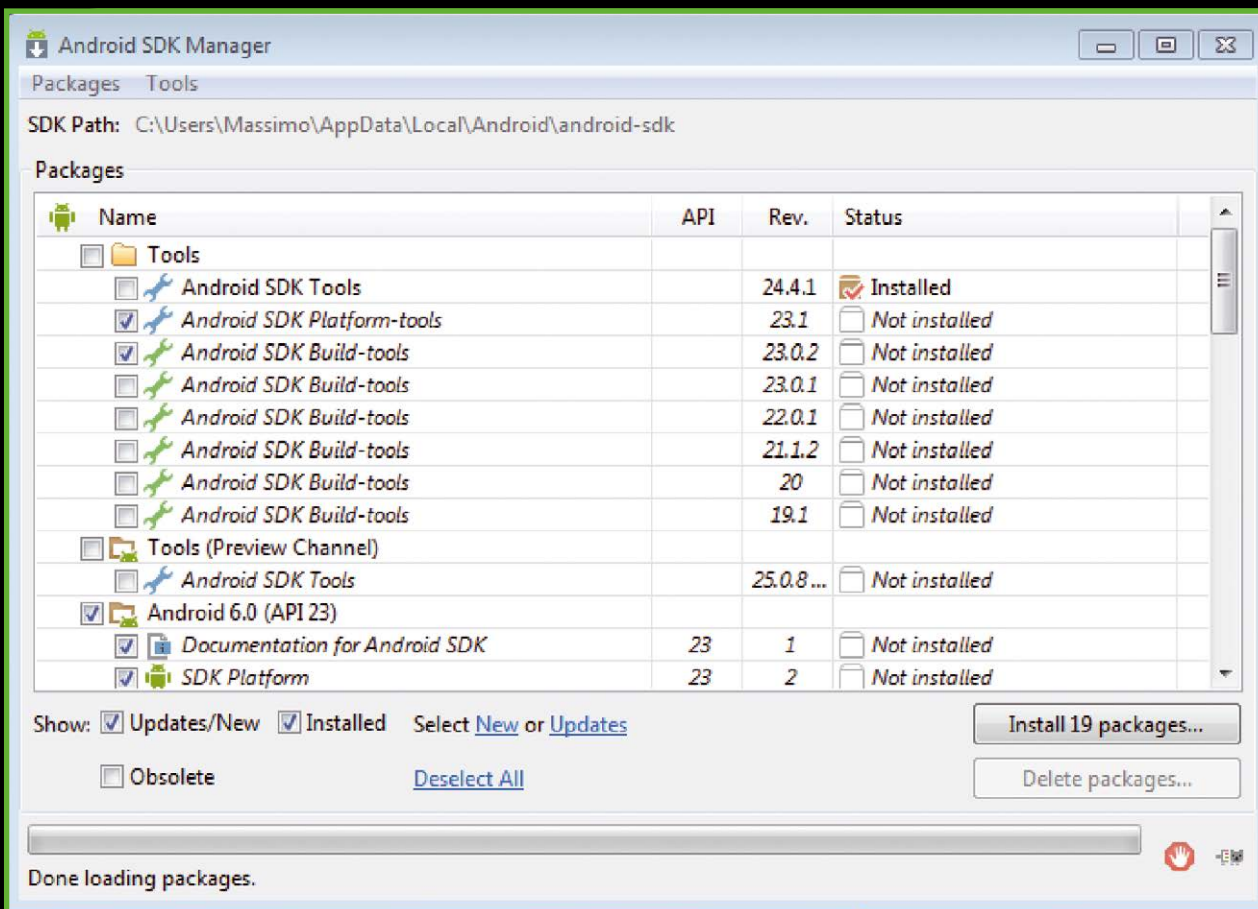 Android SDK Manager
Packages Tools
SDK Path: C:\Users\Massimo\AppData\Local\Android\android-sdk
Packages
Name API Rev. Status
Tools
Android SDK Tools 24.4.1 Installed
Android SDK Platform-tools 23.1 Not installed
Android SDK Build-tools 23.0.2 Not installed
Android SDK Build-tools 23.0.1 Not installed
Android SDK Build-tools 22.0.1 Not installed
Android SDK Build-tools 21.1.2 Not installed
Android SDK Build-tools 20 Not installed
Android SDK Build-tools 19.1 Not installed
Tools (Preview Channel)
Android SDK Tools 25.0.8 ... Not installed
Android 6.0 (API 23)
Documentation for Android SDK 23 1 Not installed
SDK Platform 23 2 Not installed
Show: Updates/New Installed Select New or Updates Install 19 packages...
Obsolete Deselect All Delete packages...
Done loading packages.